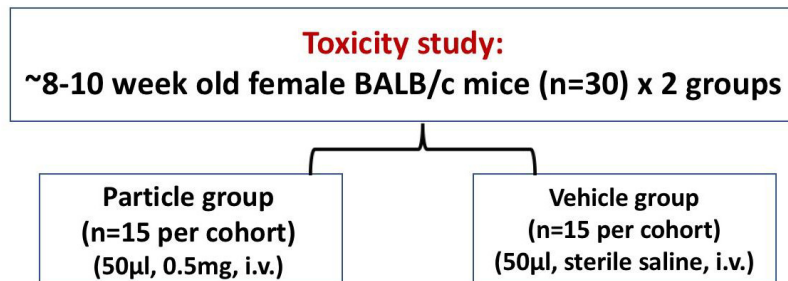 Toxicity study:
~8-10 week old female BALB/c mice (n=30) x 2 groups
Particle group
(n=15 per cohort)
(50µl, 0.5mg, i.v.)
Vehicle group
(n=15 per cohort)
(50µl, sterile saline, i.v.)